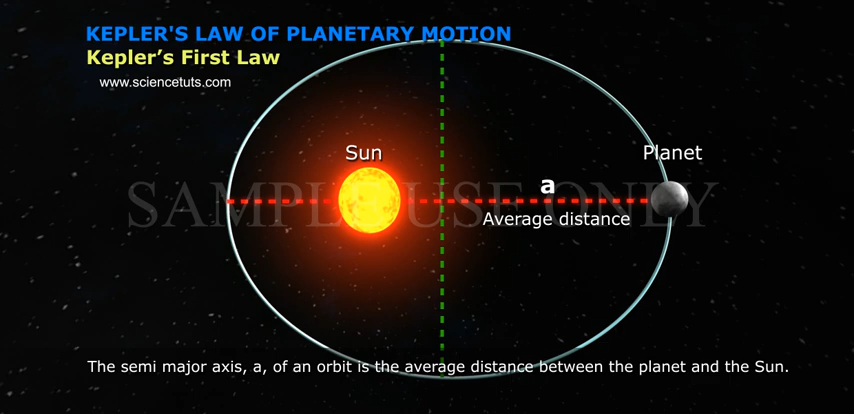 KEPLER'S LAW OF PLANETARY MOTION
Kepler’s First Law
www.sciencetuts.com
Sun
Planet
a
SAMPLE USE ONLY
Average distance
The semi major axis, a, of an orbit is the average distance between the planet and the Sun.